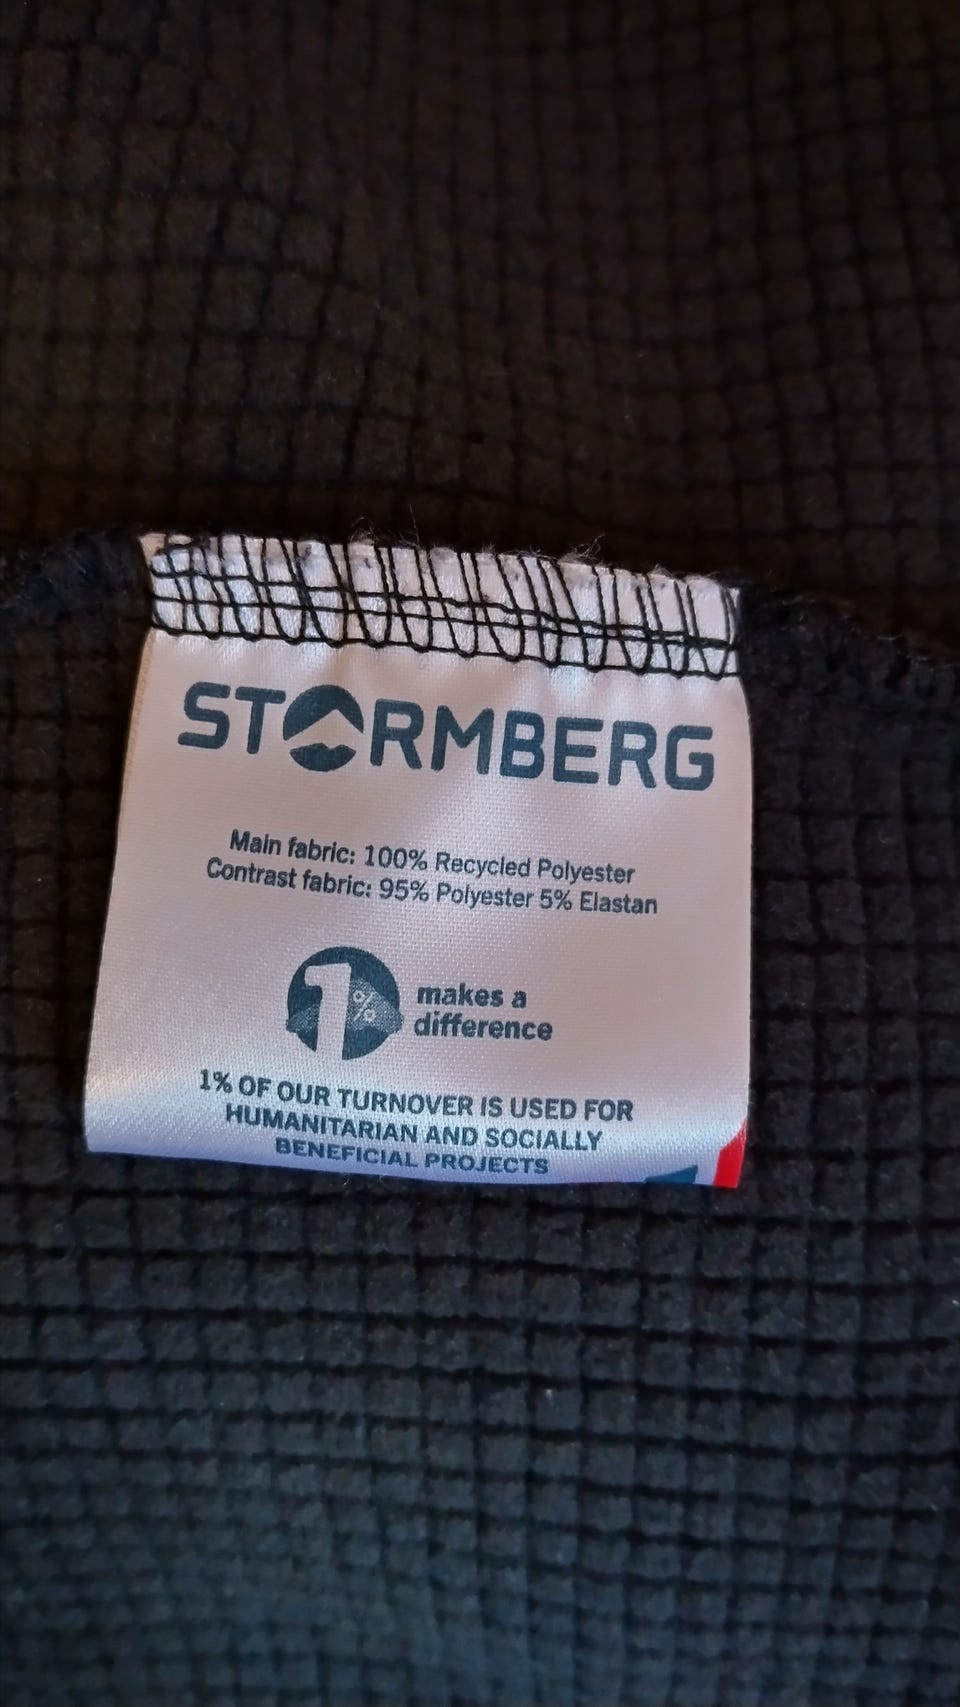 STORMBERG
Main fabric: 100% Recycled Polyester
Contrast fabric: 95% Polyester 5% Elastan
1%
makes a
difference
1% OF OUR TURNOVER IS USED FOR
HUMANITARIAN AND SOCIALLY
BENEFICIAL PROJECTS